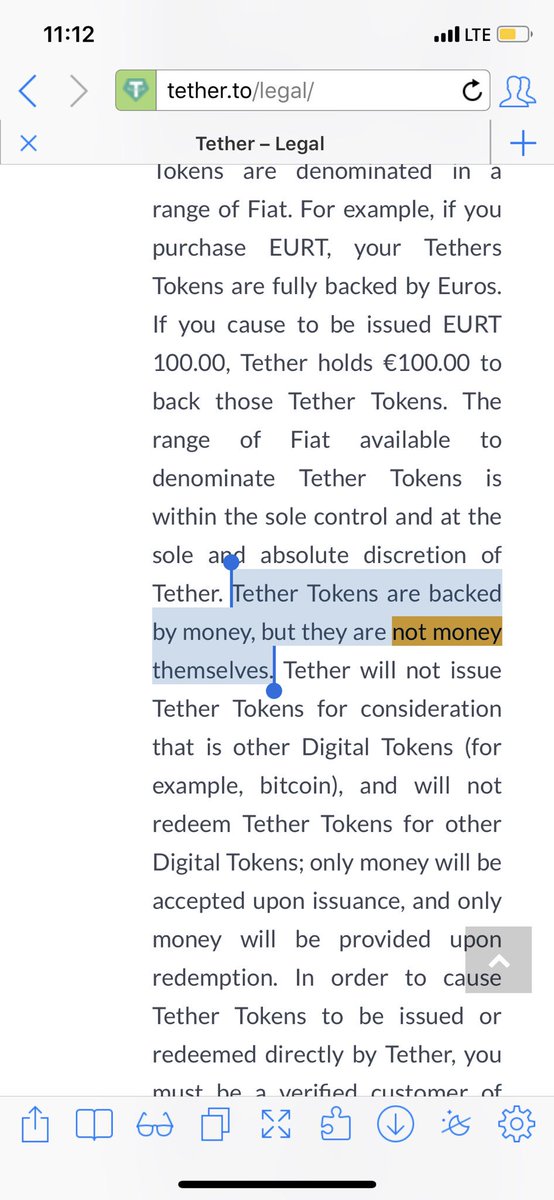 11:12 LTE
tether.to/legal/
Tether – Legal
Tokens are denominated in a
range of Fiat. For example, if you
purchase EURT, your Tethers
Tokens are fully backed by Euros.
If you cause to be issued EURT
100.00, Tether holds €100.00 to
back those Tether Tokens. The
range of Fiat available to
denominate Tether Tokens is
within the sole control and at the
sole and absolute discretion of
Tether. Tether Tokens are backed
by money, but they are not money
themselves. Tether will not issue
Tether Tokens for consideration
that is other Digital Tokens (for
example, bitcoin), and will not
redeem Tether Tokens for other
Digital Tokens; only money will be
accepted upon issuance, and only
money will be provided upon
redemption. In order to cause
Tether Tokens to be issued or
redeemed directly by Tether, you
must be a verified customer of